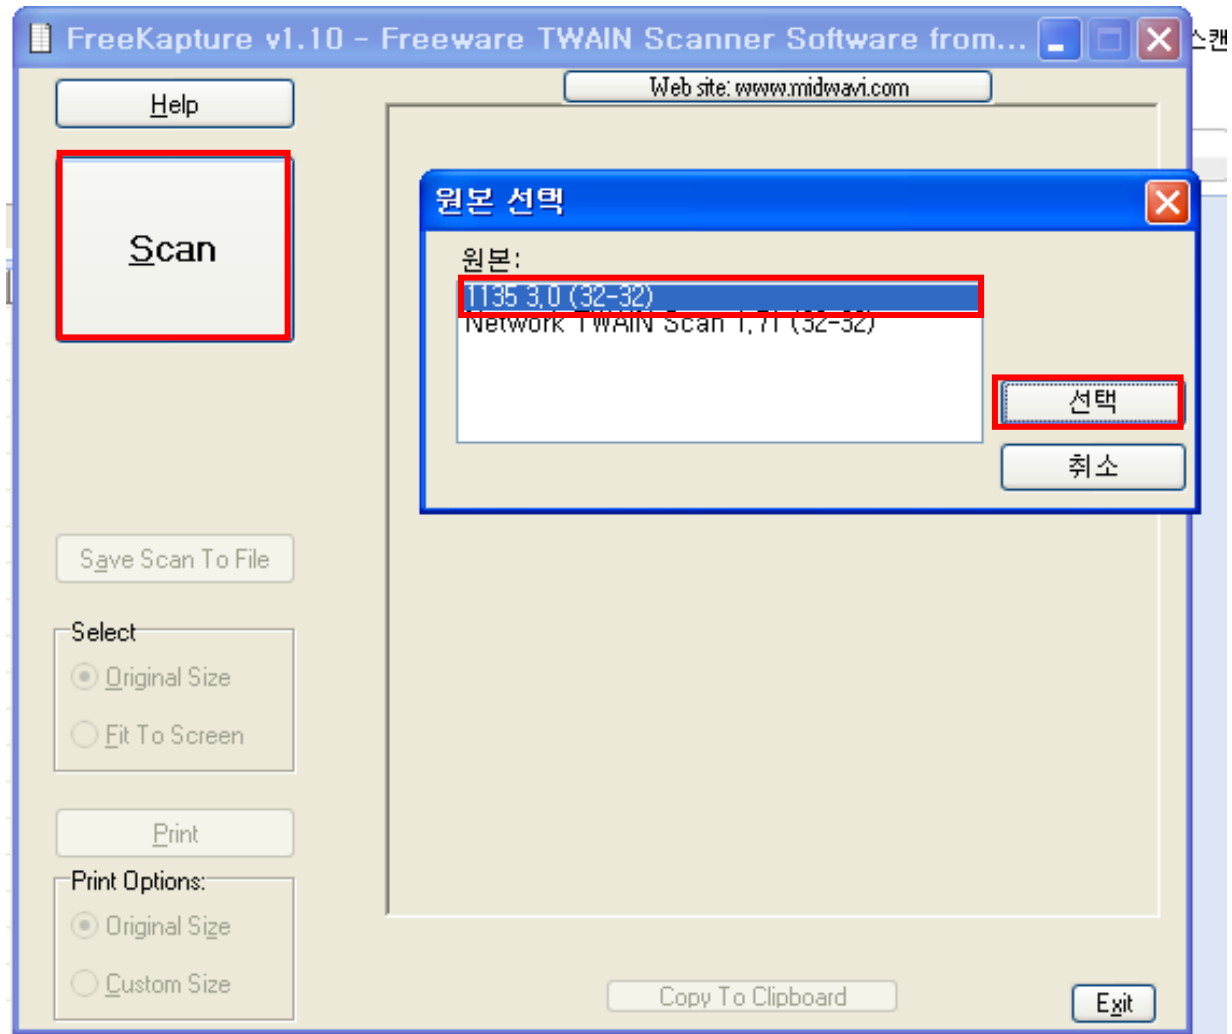 FreeKapture v1.10 - Freeware TWAIN Scanner Software from...
스캔
Web site: www.midwavi.com
Help
Scan
원본 선택
원본:
1135 3.0 (32-32)
Network TWAIN Scan 1.71 (32-32)
선택
취소
Save Scan To File
Select
Original Size
Fit To Screen
Print
Print Options:
Original Size
Custom Size
Copy To Clipboard
Exit